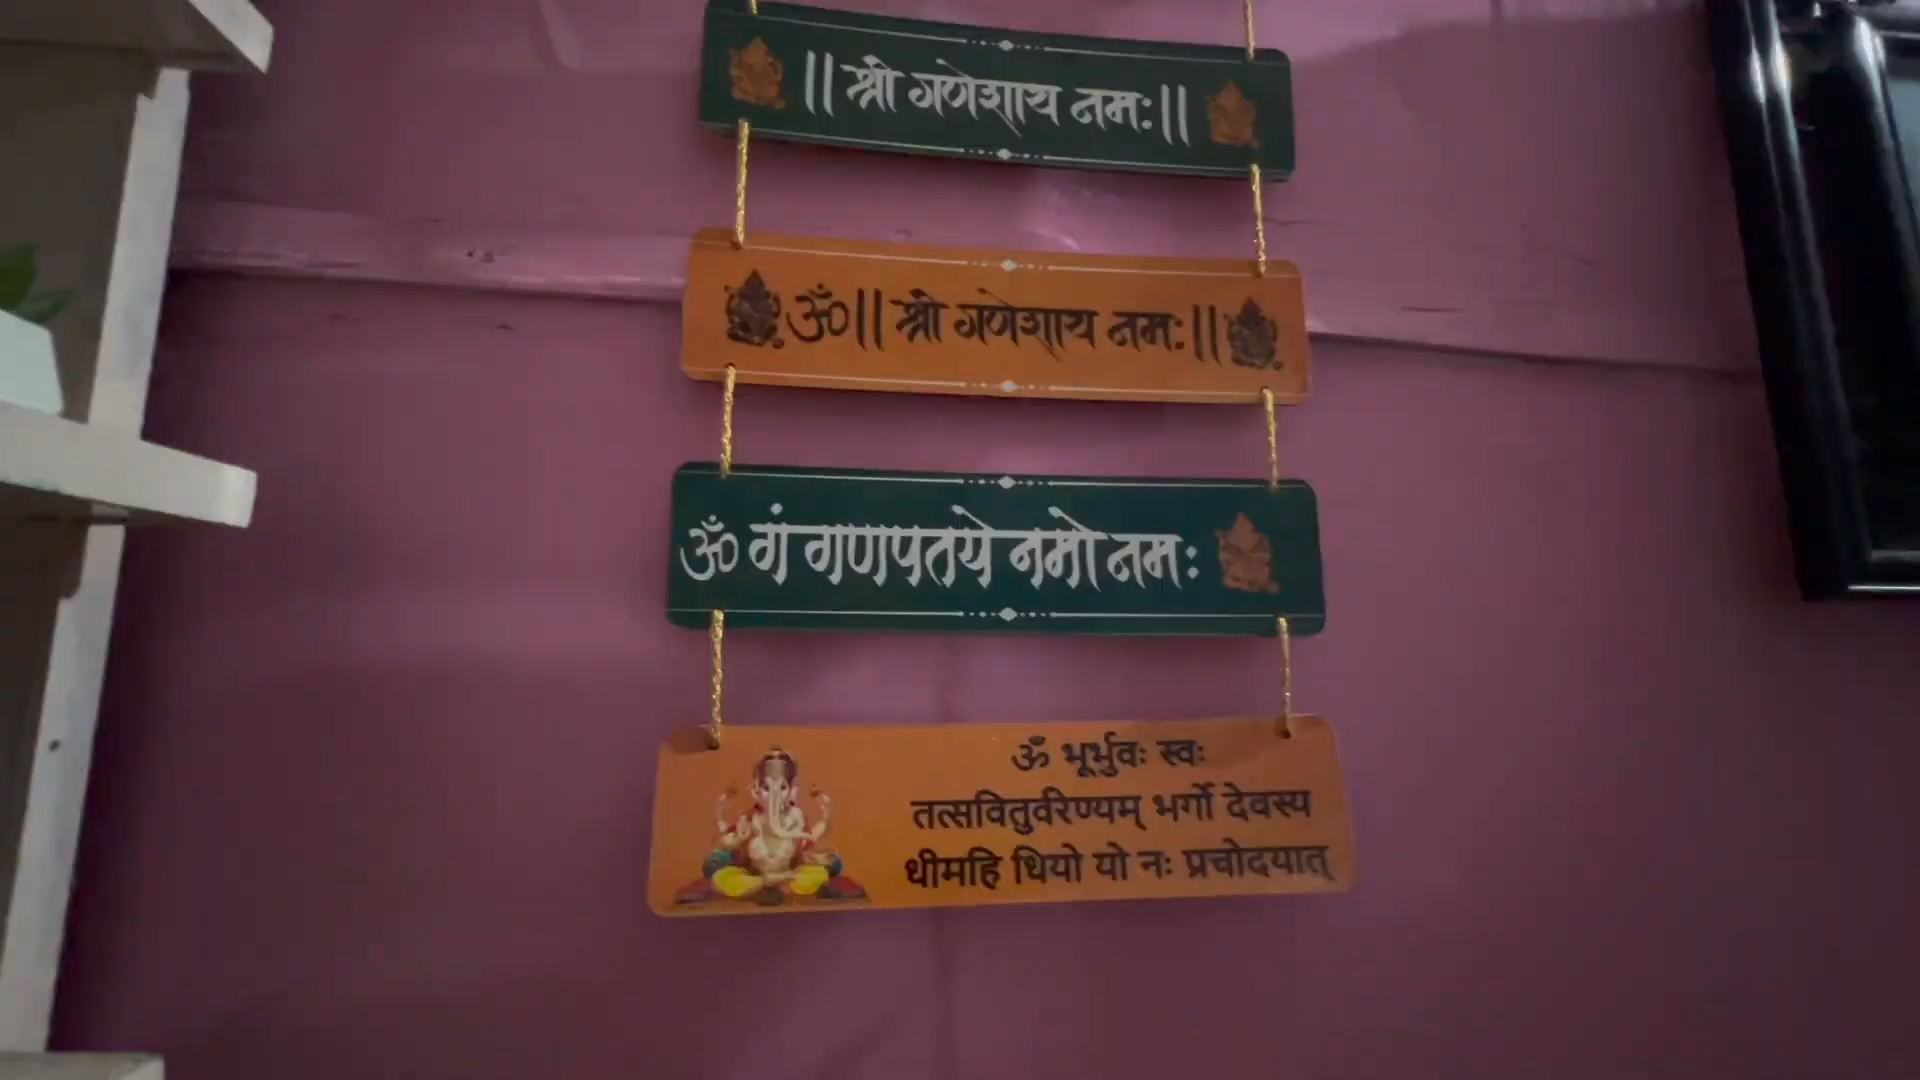 || श्री गणेशाय नमः ||
ॐ || श्री गणेशाय नमः ||
ॐ गं गणपतये नमो नमः
ॐ भूर्भुवः स्वः
तत्सवितुर्वरेण्यम् भर्गो देवस्य
धीमहि धियो यो नः प्रचोदयात्